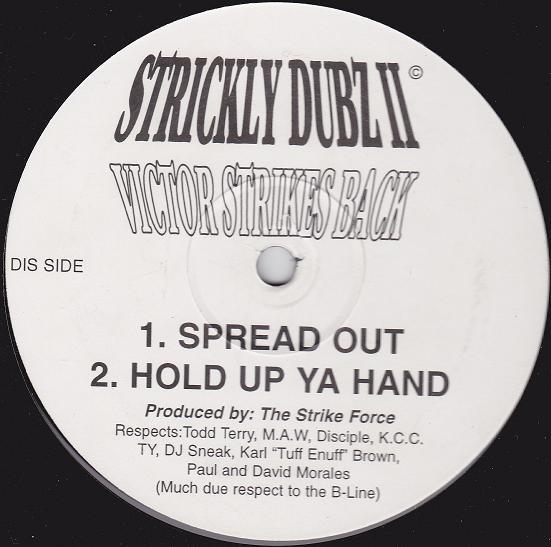 STRICKLY DUBZ II ©
VICTOR STRIKES BACK
DIS SIDE
1. SPREAD OUT
2. HOLD UP YA HAND
Produced by: The Strike Force
Respects:Todd Terry, M.A.W, Disciple, K.C.C.
TY, DJ Sneak, Karl "Tuff Enuff" Brown,
Paul and David Morales
(Much due respect to the B-Line)